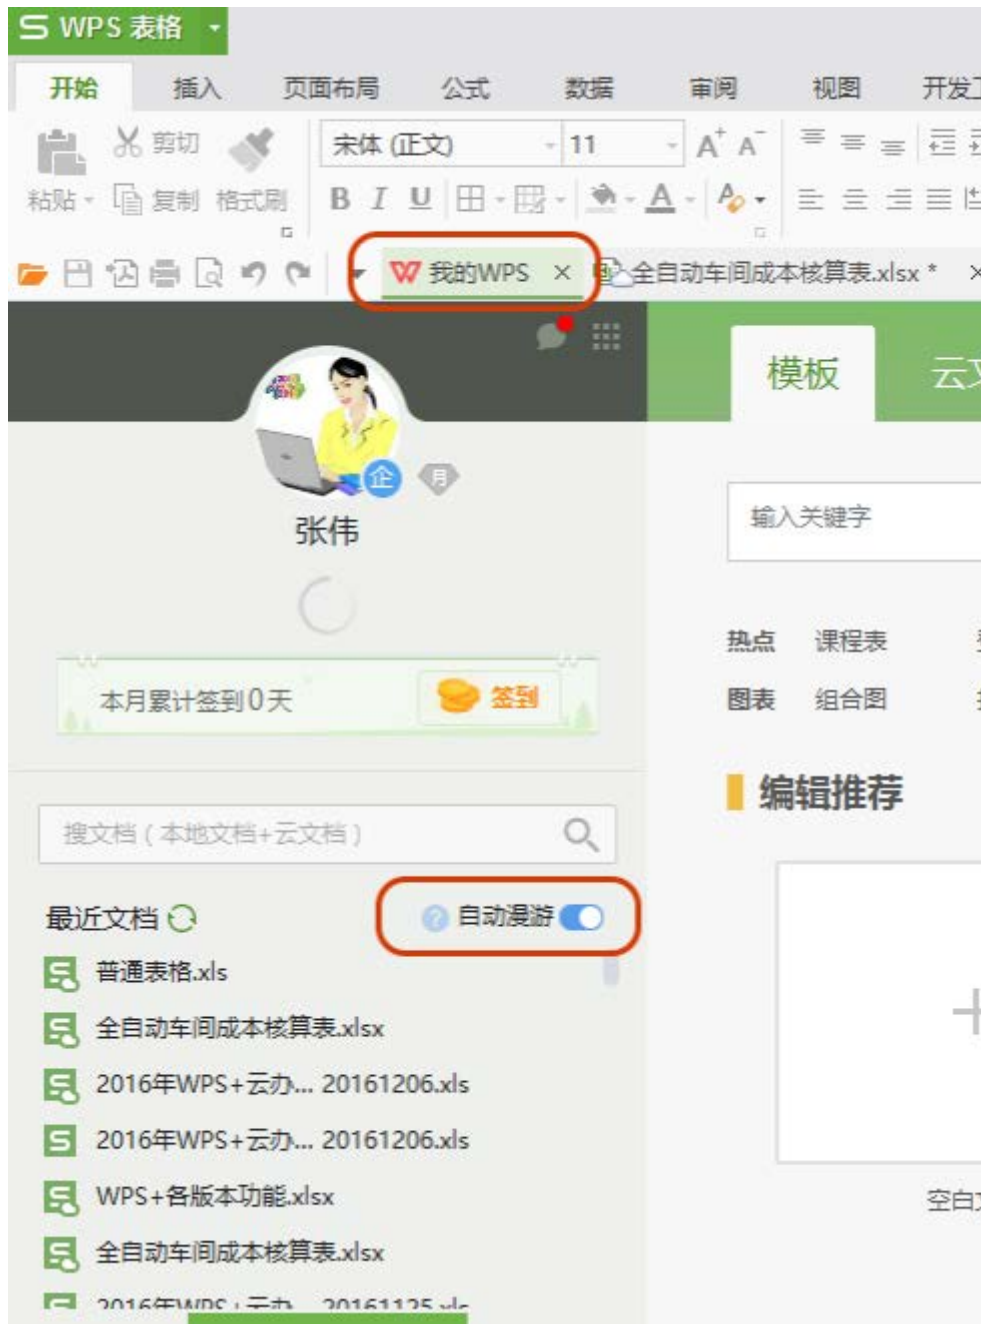 WPS 表格
开始 插入 页面布局 公式 数据 审阅 视图 开发
剪切 宋体 (正文) 11 A+ A-
粘贴 复制 格式刷 B I U A
我的WPS × 全自动车间成本核算表.xlsx * ×
模板 云
企 月
张伟
输入关键字
热点 课程表
本月累计签到0天 签到
图表 组合图
编辑推荐
搜文档(本地文档+云文档)
最近文档 ? 自动漫游
普通表格.xls
全自动车间成本核算表.xlsx
2016年WPS+云办... 20161206.xls
2016年WPS+云办... 20161206.xls
WPS+各版本功能.xlsx
空白
全自动车间成本核算表.xlsx